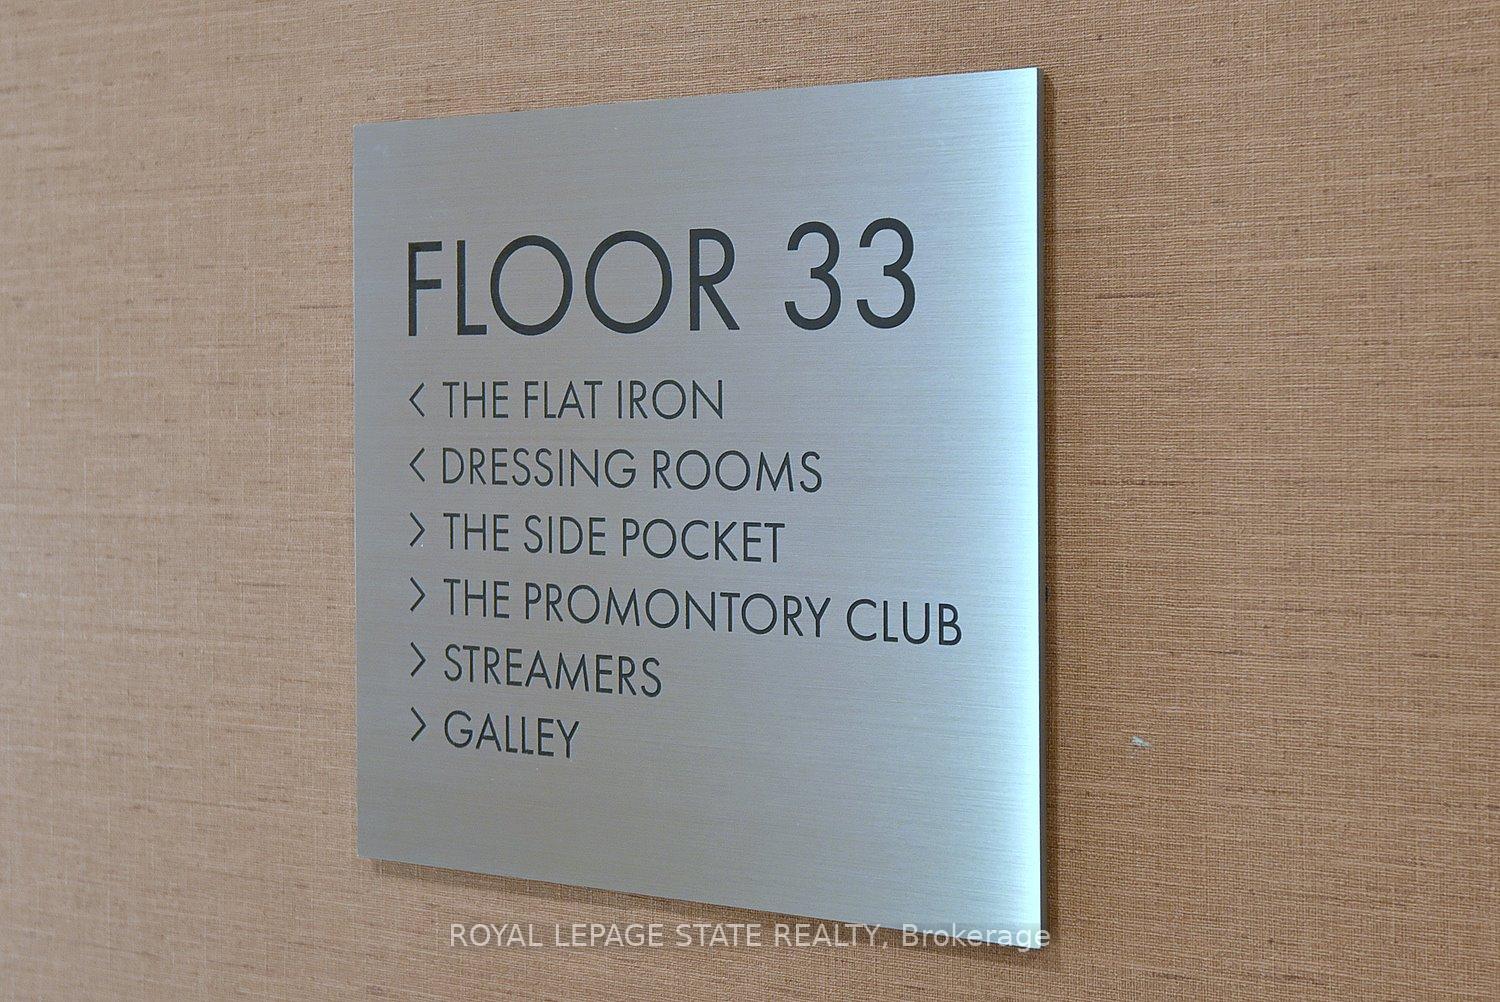 FLOOR 33
< THE FLAT IRON
< DRESSING ROOMS
> THE SIDE POCKET
> THE PROMONTORY CLUB
> STREAMERS
> GALLEY
ROYAL LEPAGE STATE REALTY, Brokerage